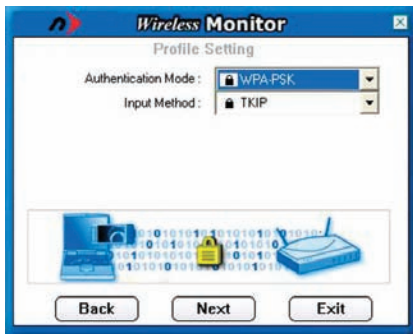 Wireless Monitor
Profile Setting
Authentication Mode : WPA-PSK
Input Method : TKIP
Back Next Exit